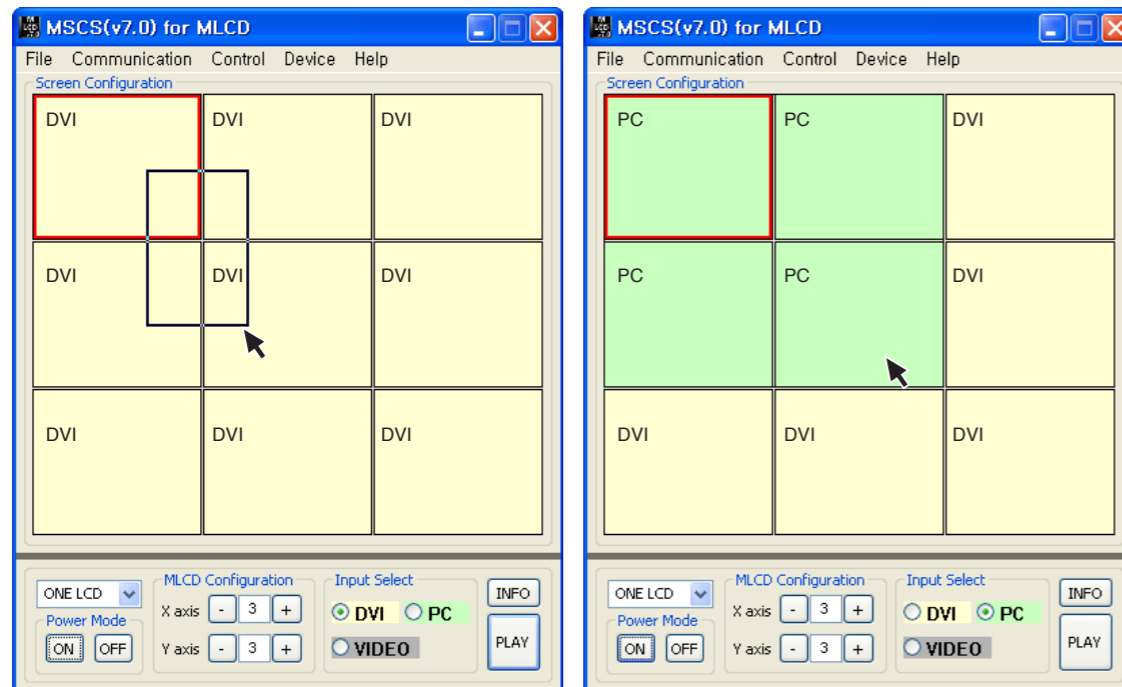 MSCS(v7.0) for MLCD
File Communication Control Device Help
Screen Configuration
DVI DVI DVI
DVI DVI DVI
DVI DVI DVI
ONE LCD
Power Mode
ON OFF
MLCD Configuration
X axis - 3 +
Y axis - 3 +
Input Select
DVI PC
VIDEO
INFO
PLAY
MSCS(v7.0) for MLCD
File Communication Control Device Help
Screen Configuration
PC PC DVI
PC PC DVI
DVI DVI DVI
ONE LCD
Power Mode
ON OFF
MLCD Configuration
X axis - 3 +
Y axis - 3 +
Input Select
DVI PC
VIDEO
INFO
PLAY